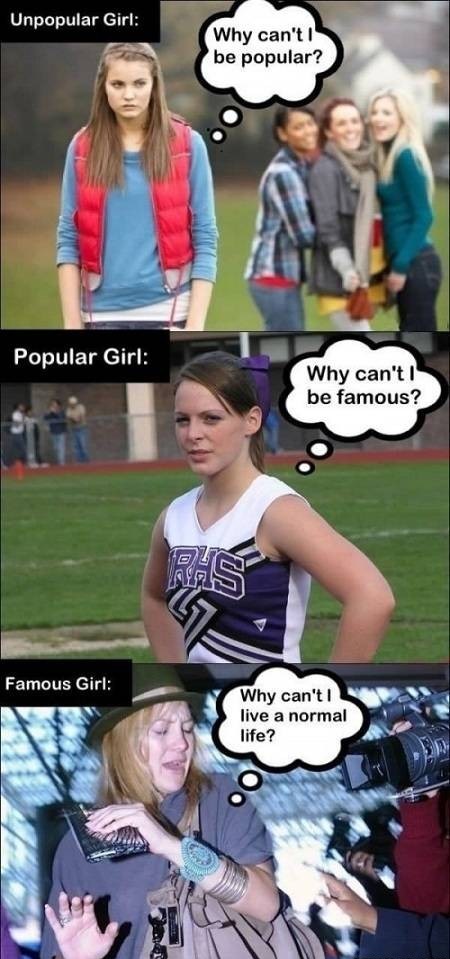 Unpopular Girl:
Why can't I
be popular?
Popular Girl:
Why can't I
be famous?
RHS
Famous Girl:
Why can't I
live a normal
life?